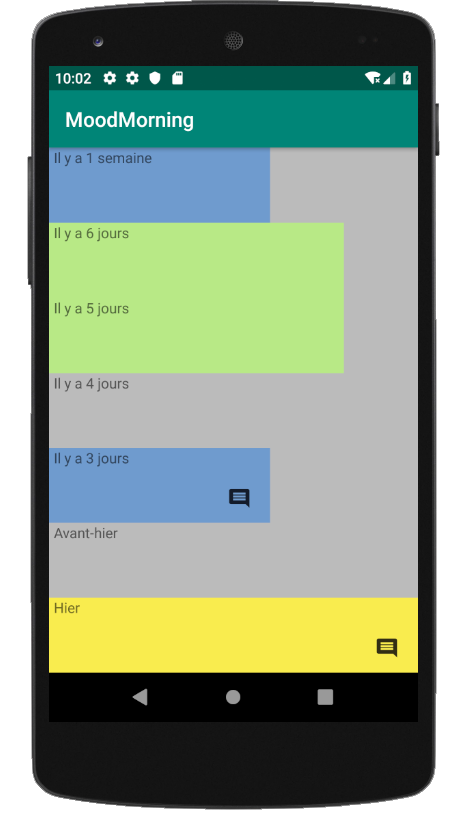 10:02
MoodMorning
Il y a 1 semaine
Il y a 6 jours
Il y a 5 jours
Il y a 4 jours
Il y a 3 jours
Avant-hier
Hier